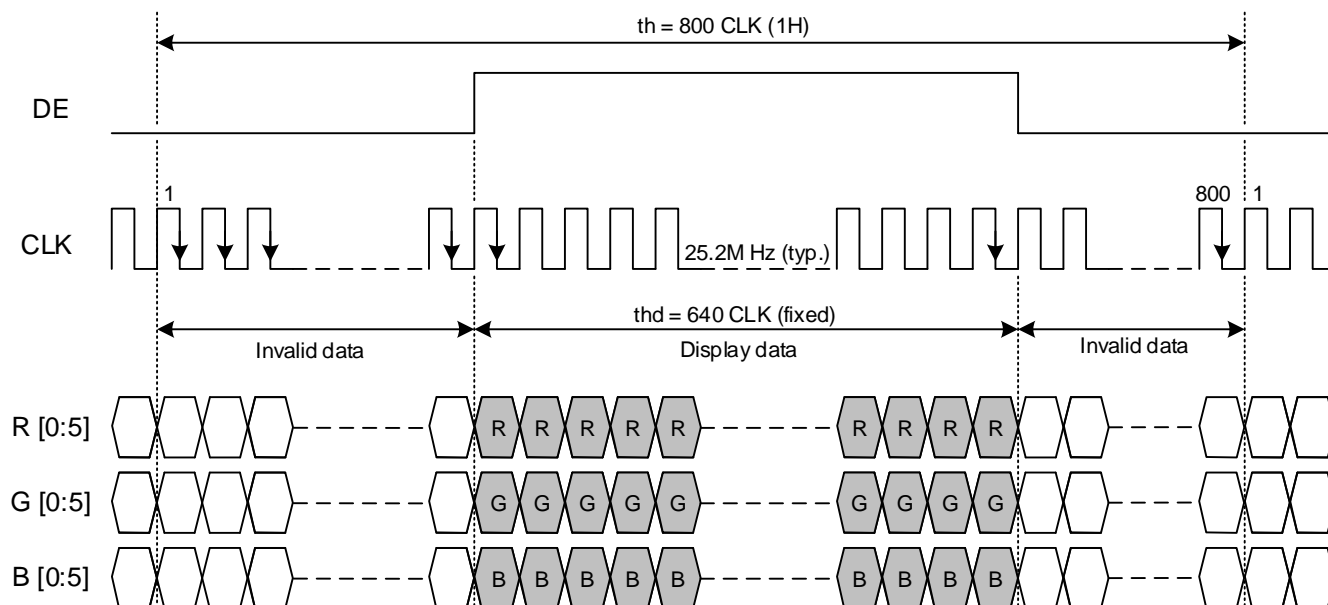 th = 800 CLK (1H)
DE
1
800
1
CLK
25.2M Hz (typ.)
thd = 640 CLK (fixed)
Invalid data
Display data
Invalid data
R [0:5]
R R R R R R R R R
G [0:5]
G G G G G G G G G
B [0:5]
B B B B B B B B B